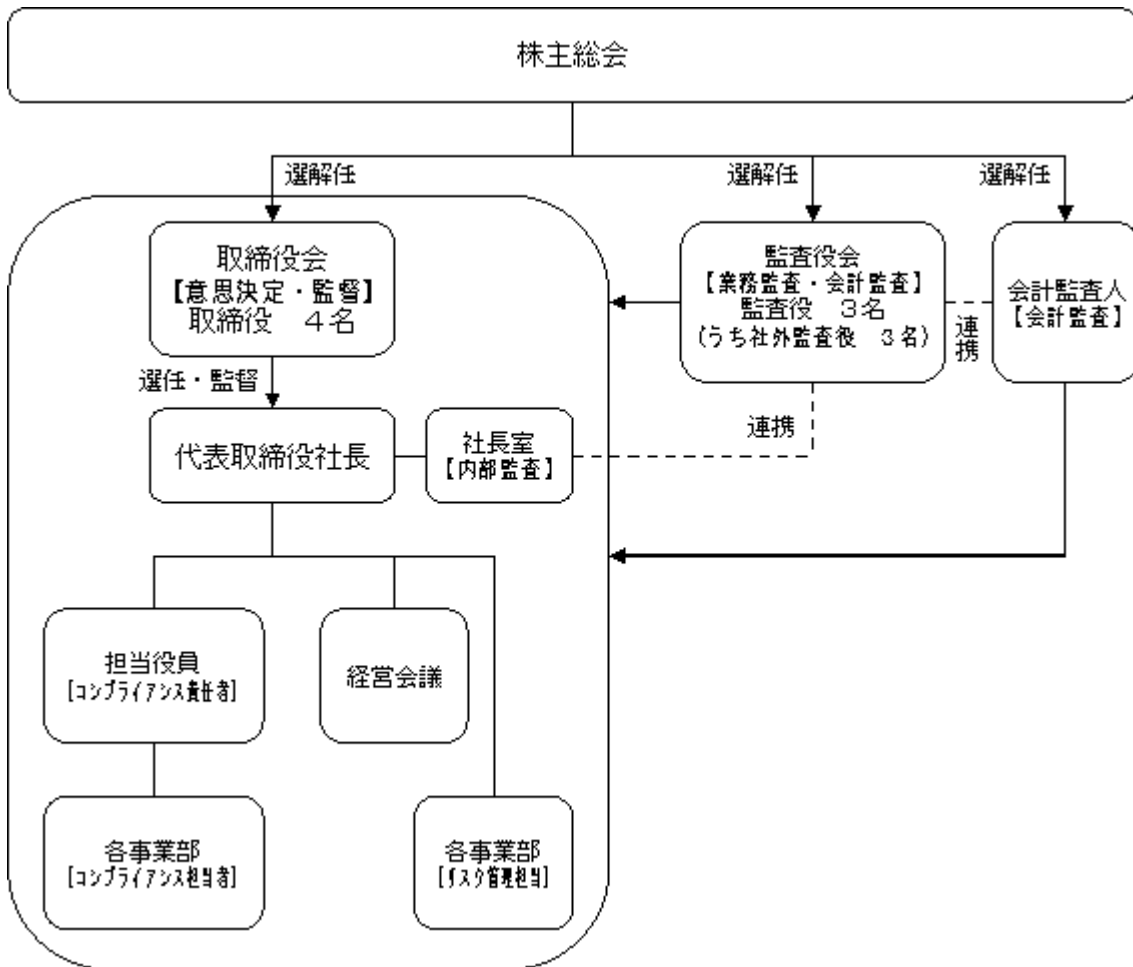 株主総会
選解任
選解任
選解任
取締役会
【意思決定・監督】
取締役　４名
監査役会
【業務監査・会計監査】
監査役　３名
(うち社外監査役　３名)
会計監査人
【会計監査】
連携
選任・監督
代表取締役社長
社長室
【内部監査】
連携
担当役員
[コンプライアンス責任者]
経営会議
各事業部
[コンプライアンス担当者]
各事業部
[リスク管理担当]